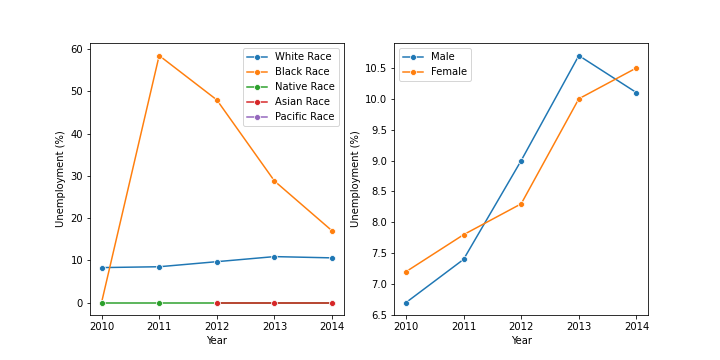 60
50
40
30
20
10
0
Unemployment (%)
2010 2011 2012 2013 2014
Year
White Race
Black Race
Native Race
Asian Race
Pacific Race
10.5
10.0
9.5
9.0
8.5
8.0
7.5
7.0
6.5
Unemployment (%)
2010 2011 2012 2013 2014
Year
Male
Female